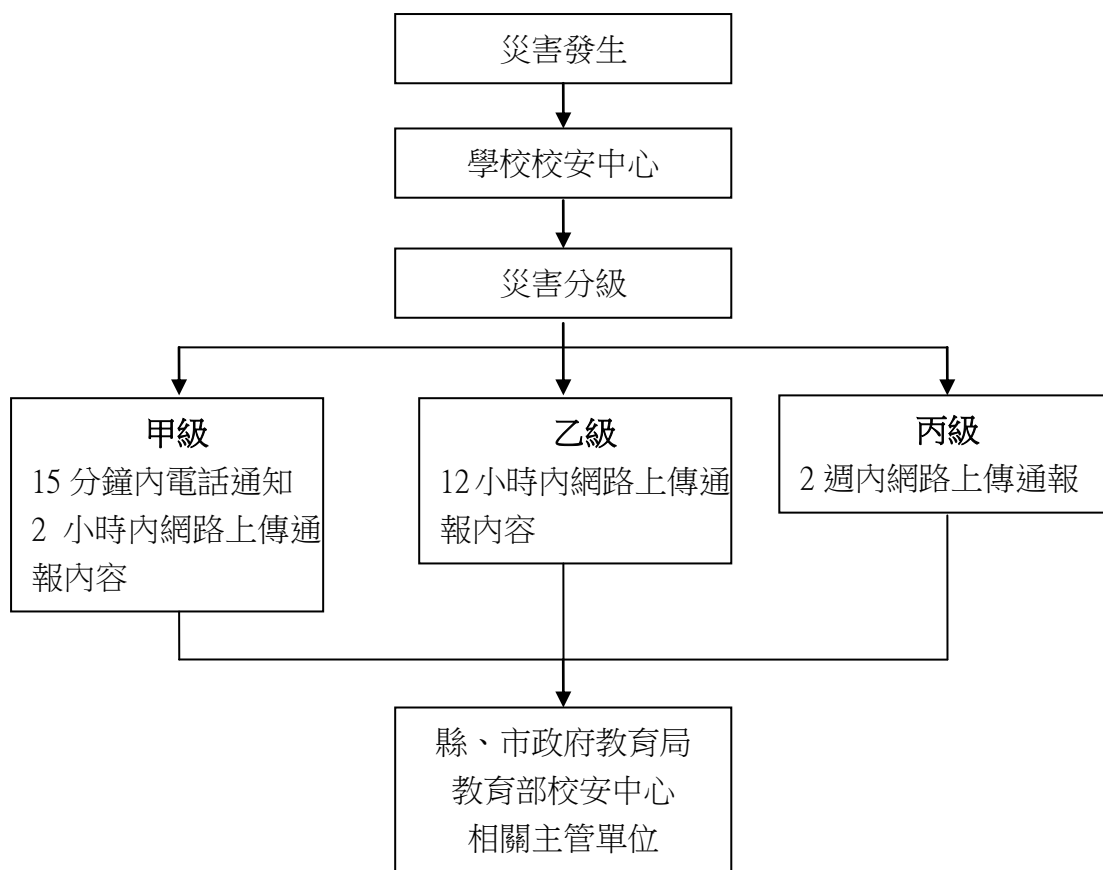 災害發生
學校校安中心
災害分級
甲級
15 分鐘內電話通知
2 小時內網路上傳通
報內容
乙級
12 小時內網路上傳通
報內容
丙級
2 週內網路上傳通報
縣、市政府教育局
教育部校安中心
相關主管單位